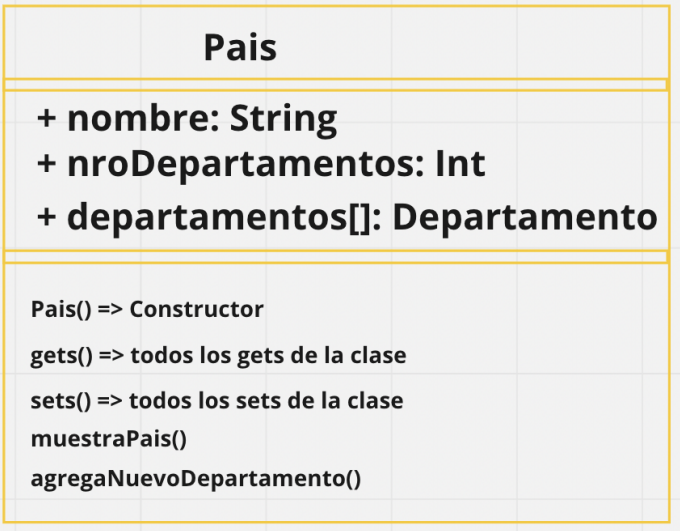 Pais
+ nombre: String
+ nroDepartamentos: Int
+ departamentos[]: Departamento
Pais() => Constructor
gets() => todos los gets de la clase
sets() => todos los sets de la clase
muestraPais()
agregaNuevoDepartamento()